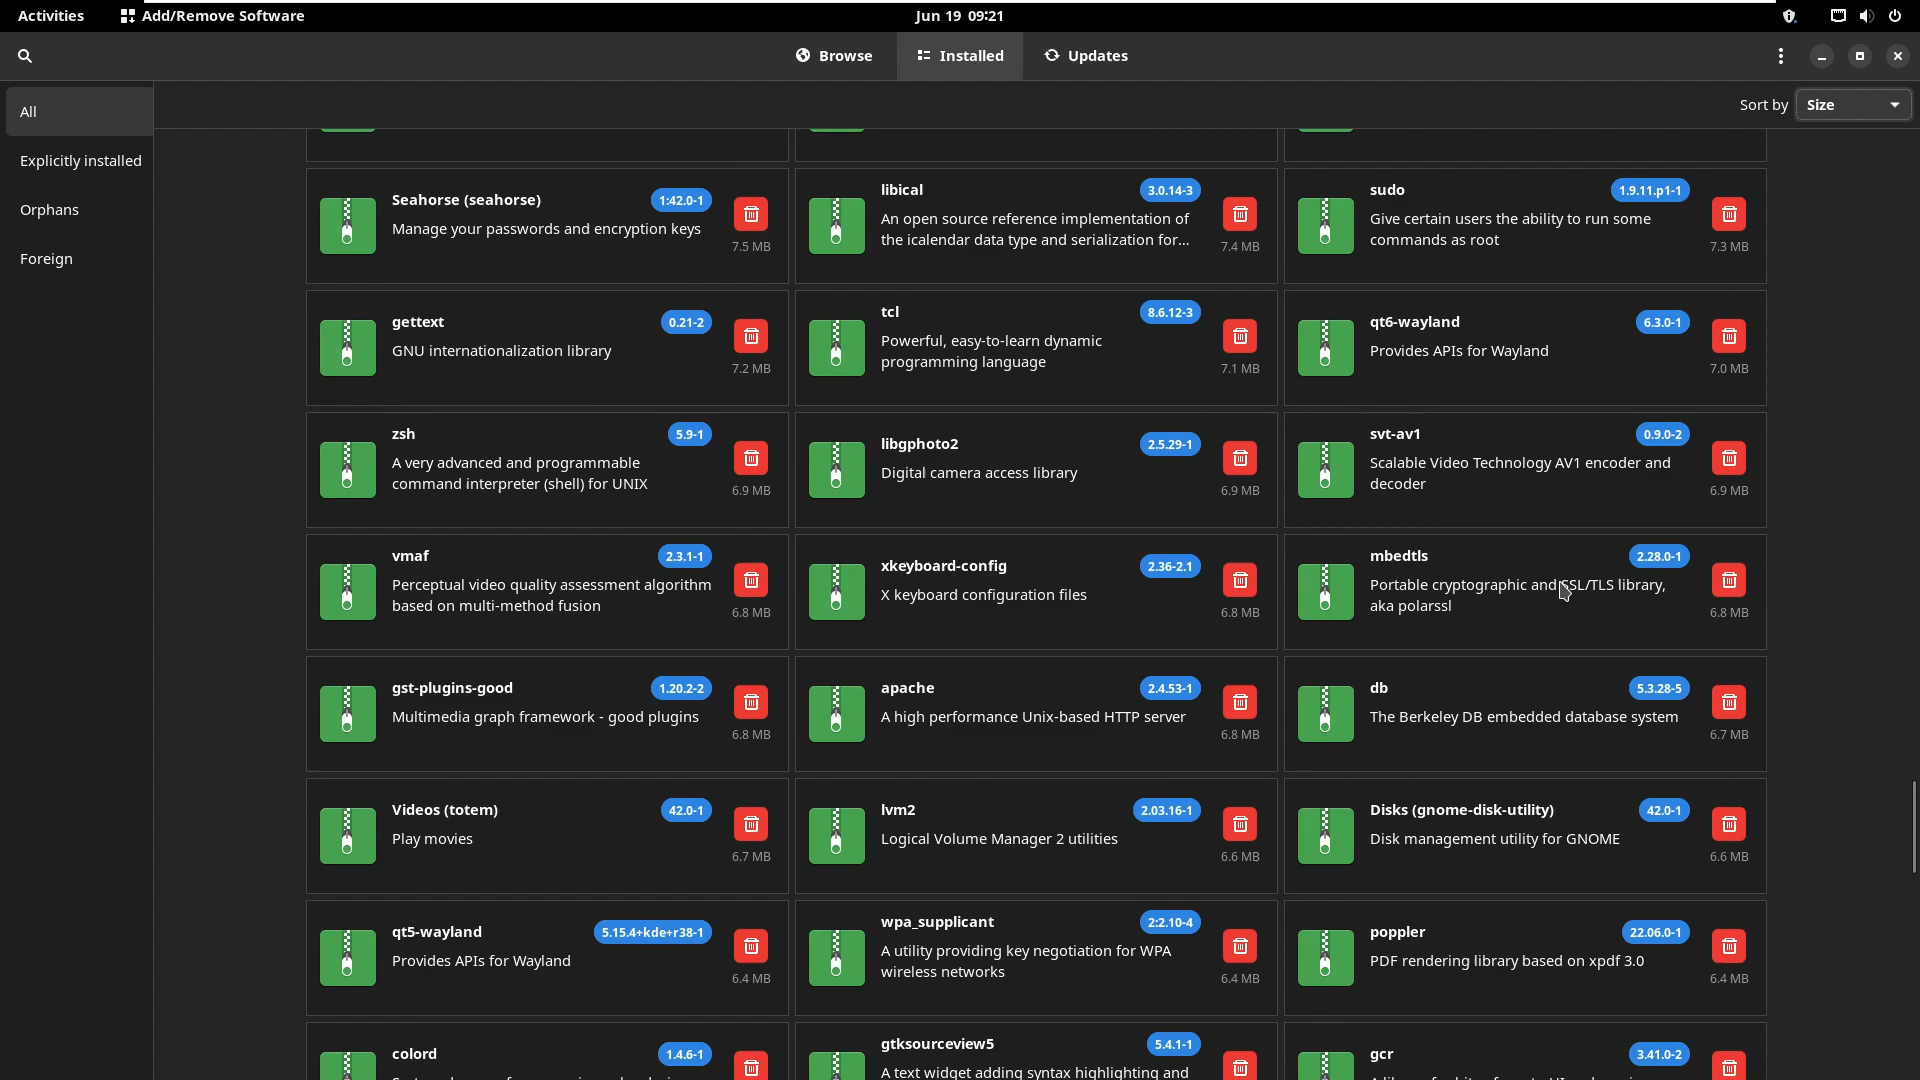 Activities
Add/Remove Software
Jun 19 09:21
Browse
Installed
Updates
All
Explicitly installed
Orphans
Foreign
Sort by
Size
Seahorse (seahorse)
1:42.0-1
Manage your passwords and encryption keys
7.5 MB
libical
3.0.14-3
An open source reference implementation of
the icalendar data type and serialization for...
7.4 MB
sudo
1.9.11.p1-1
Give certain users the ability to run some
commands as root
7.3 MB
gettext
0.21-2
GNU internationalization library
7.2 MB
tcl
8.6.12-3
Powerful, easy-to-learn dynamic
programming language
7.1 MB
qt6-wayland
6.3.0-1
Provides APIs for Wayland
7.0 MB
zsh
5.9-1
A very advanced and programmable
command interpreter (shell) for UNIX
6.9 MB
libgphoto2
2.5.29-1
Digital camera access library
6.9 MB
svt-av1
0.9.0-2
Scalable Video Technology AV1 encoder and
decoder
6.9 MB
vmaf
2.3.1-1
Perceptual video quality assessment algorithm
based on multi-method fusion
6.8 MB
xkeyboard-config
2.36-2.1
X keyboard configuration files
6.8 MB
mbedtls
2.28.0-1
Portable cryptographic and SSL/TLS library,
aka polarssl
6.8 MB
gst-plugins-good
1.20.2-2
Multimedia graph framework - good plugins
6.8 MB
apache
2.4.53-1
A high performance Unix-based HTTP server
6.8 MB
db
5.3.28-5
The Berkeley DB embedded database system
6.7 MB
Videos (totem)
42.0-1
Play movies
6.7 MB
lvm2
2.03.16-1
Logical Volume Manager 2 utilities
6.6 MB
Disks (gnome-disk-utility)
42.0-1
Disk management utility for GNOME
6.6 MB
qt5-wayland
5.15.4+kde+r38-1
Provides APIs for Wayland
6.4 MB
wpa_supplicant
2:2.10-4
A utility providing key negotiation for WPA
wireless networks
6.4 MB
poppler
22.06.0-1
PDF rendering library based on xpdf 3.0
6.4 MB
colord
1.4.6-1
gtksourceview5
5.4.1-1
A text widget adding syntax highlighting and
gcr
3.41.0-2